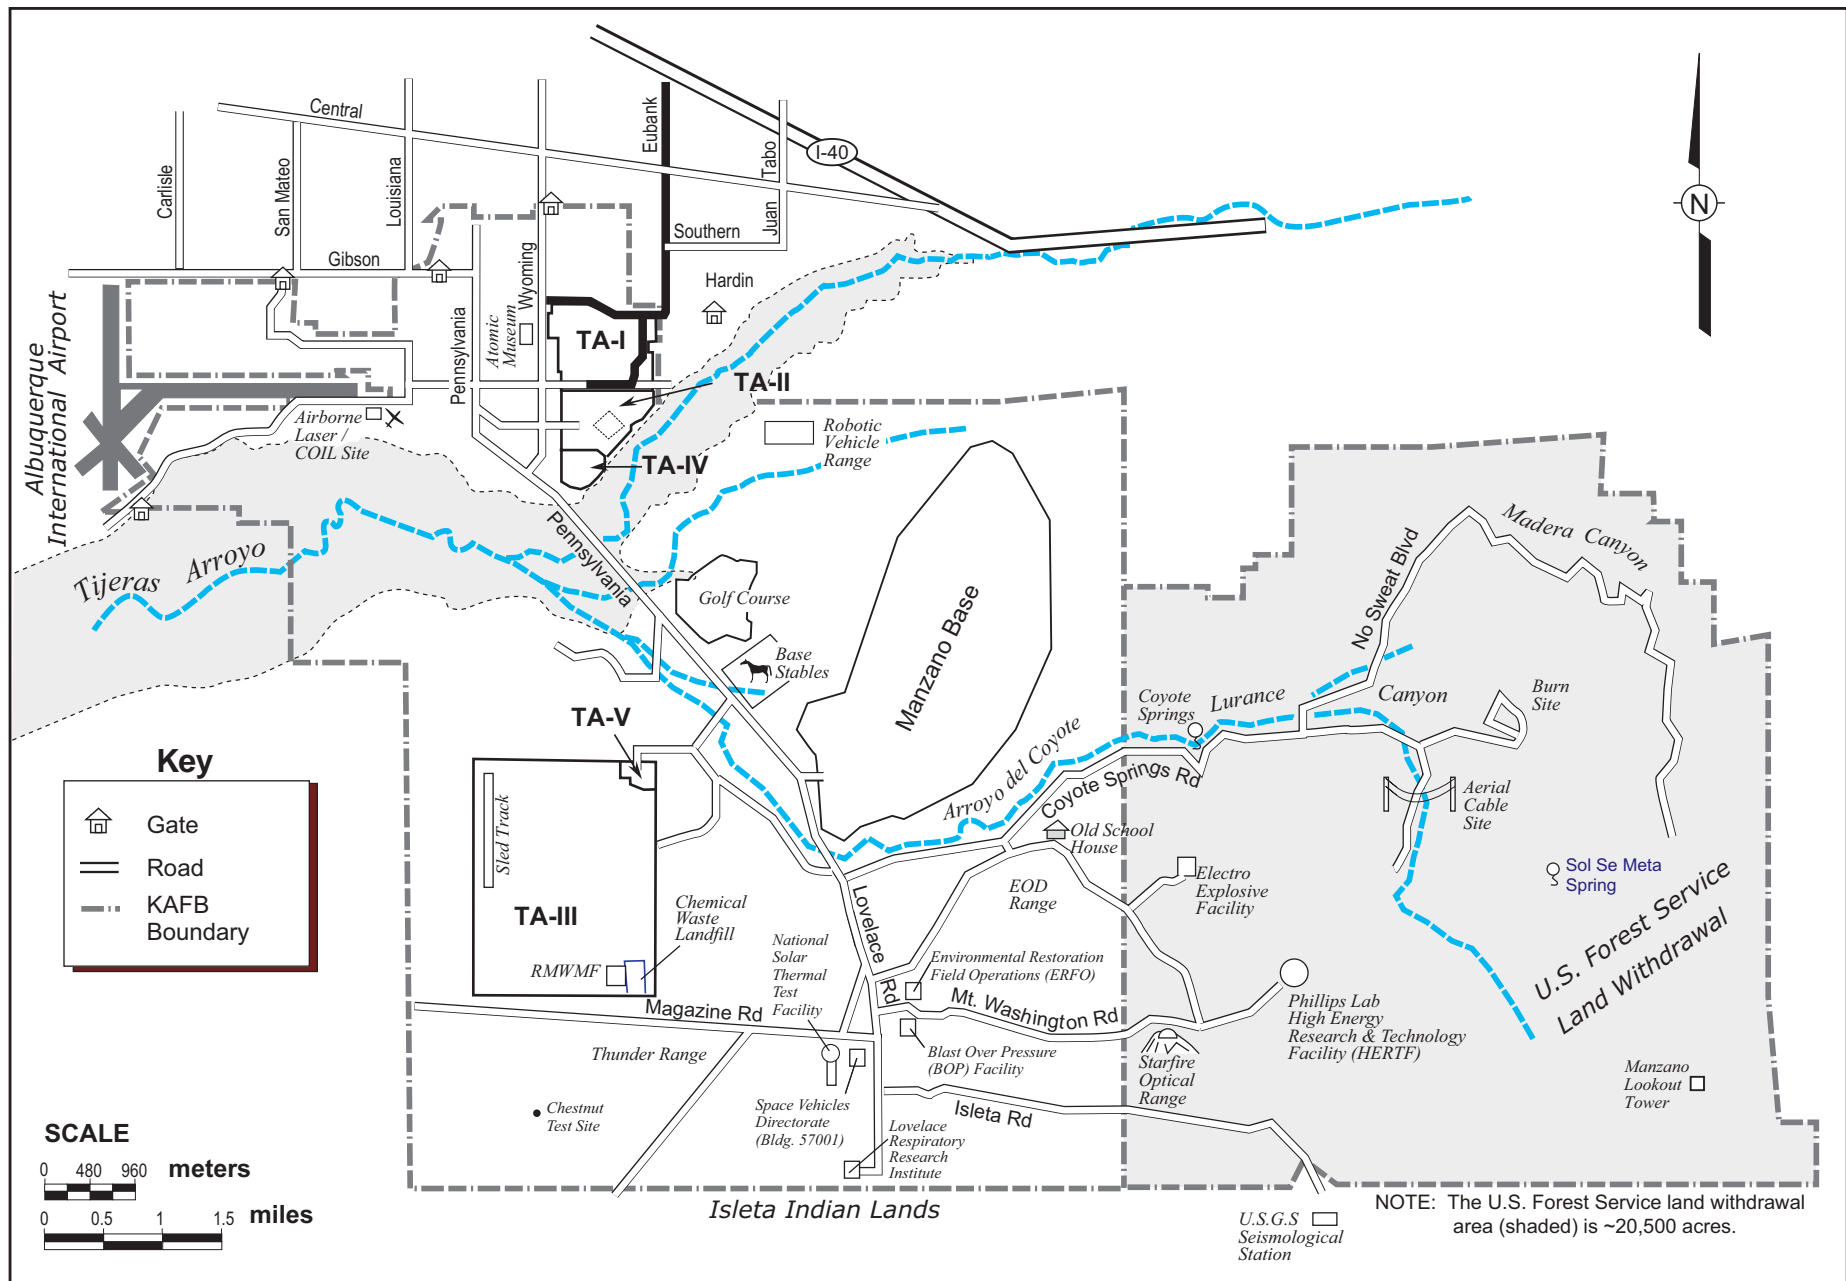 Central
Eubank
I-40
Tabo
Juan
Carlisle
San Mateo
Louisiana
Southern
Gibson
Wyoming
Hardin
N
Albuquerque
International Airport
Pennsylvania
Atomic
Museum
TA-I
TA-II
Airborne
Laser /
COIL Site
Robotic
Vehicle
Range
TA-IV
Pennsylvania
Tijeras Arroyo
Golf Course
Manzano Base
No Sweat Blvd
Madera Canyon
Base
Stables
Coyote
Springs
Lurance Canyon
Burn
Site
TA-V
Arroyo del Coyote
Coyote Springs Rd
Aerial
Cable
Site
Key
Gate
Road
KAFB
Boundary
Sled Track
TA-III
Old School
House
Electro
Explosive
Facility
EOD
Range
Sol Se Meta
Spring
U.S. Forest Service
Land Withdrawal
Chemical
Waste
Landfill
RMWMF
National
Solar
Thermal
Test
Facility
Lovelace Rd
Environmental Restoration
Field Operations (ERFO)
Magazine Rd
Mt. Washington Rd
Phillips Lab
High Energy
Research & Technology
Facility (HERTF)
Thunder Range
Blast Over Pressure
(BOP) Facility
Starfire
Optical
Range
Manzano
Lookout
Tower
Chestnut
Test Site
Space Vehicles
Directorate
(Bldg. 57001)
Isleta Rd
Lovelace
Respiratory
Research
Institute
SCALE
0 480 960 meters
0 0.5 1 1.5 miles
Isleta Indian Lands
U.S.G.S
Seismological
Station
NOTE: The U.S. Forest Service land withdrawal
area (shaded) is ~20,500 acres.